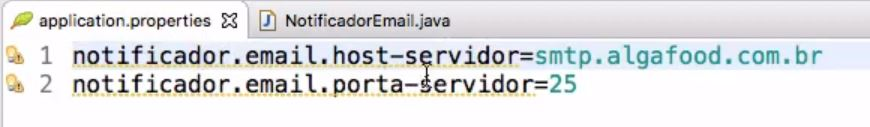 application.properties NotificadorEmail.java
1 notificador.email.host-servidor=smtp.algafood.com.br
2 notificador.email.porta-servidor=25